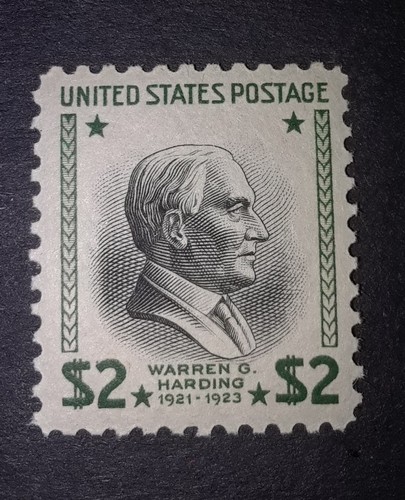 UNITED STATES POSTAGE
WARREN G.
HARDING
$2 1921-1923 $2